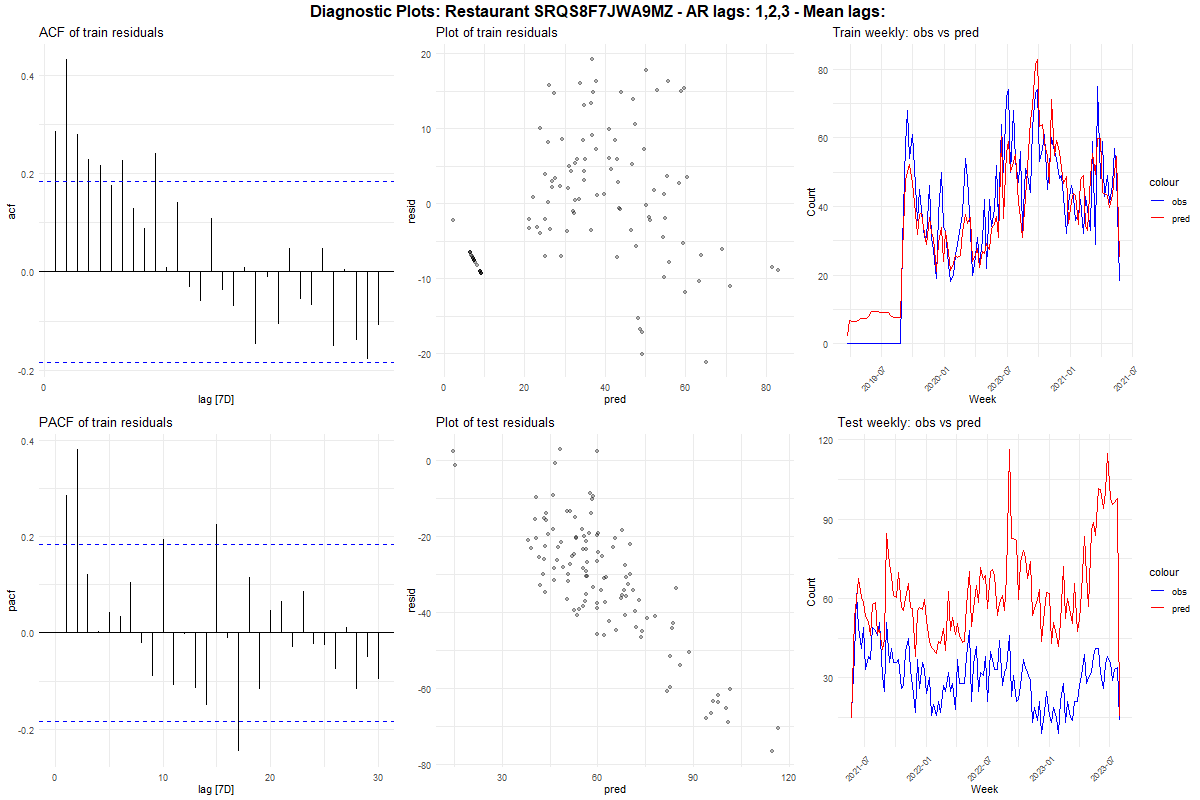 Diagnostic Plots: Restaurant SRQS8F7JWA9MZ - AR lags: 1,2,3 - Mean lags:
ACF of train residuals
acf
0.4
0.2
0.0
-0.2
0
lag [7D]
Plot of train residuals
resid
20
10
0
-10
-20
0
20
40
60
80
pred
Train weekly: obs vs pred
Count
80
60
40
20
0
2019-07
2020-01
2020-07
2021-01
2021-07
Week
colour
obs
pred
PACF of train residuals
pacf
0.4
0.2
0.0
-0.2
0
10
20
30
lag [7D]
Plot of test residuals
resid
0
-20
-40
-60
-80
30
60
90
120
pred
Test weekly: obs vs pred
Count
120
90
60
30
2021-07
2022-01
2022-07
2023-01
2023-07
Week
colour
obs
pred